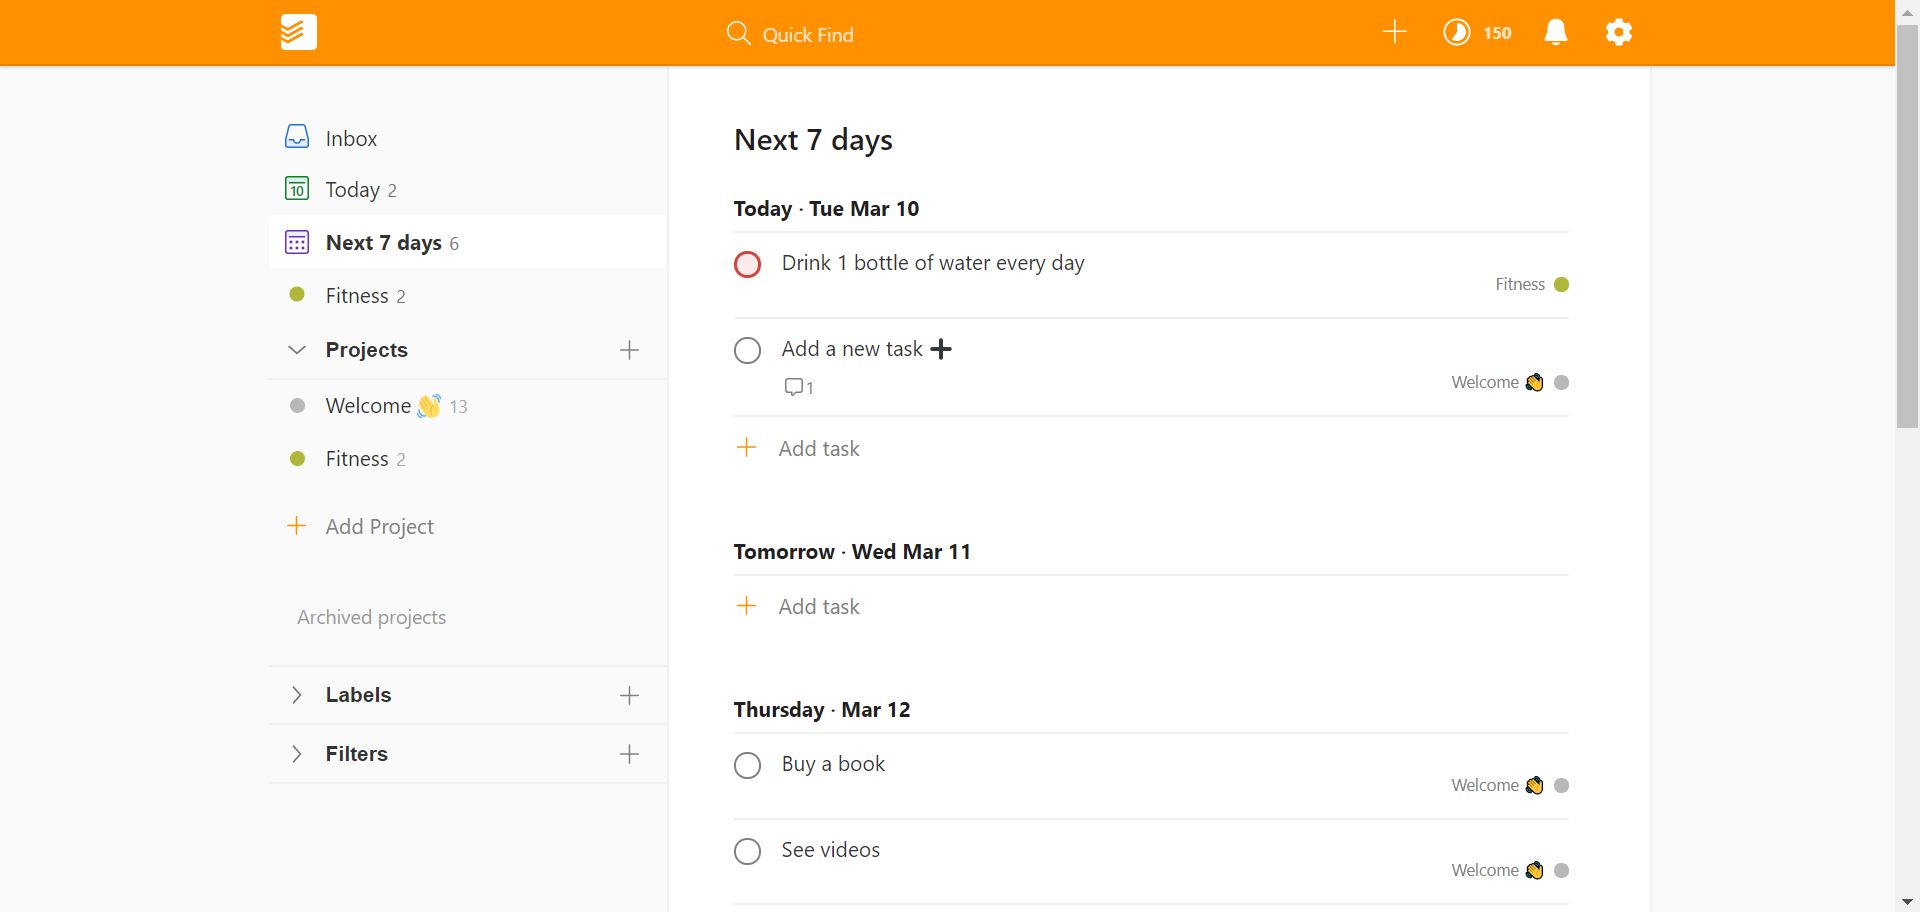 Quick Find
150
Inbox
10 Today 2
Next 7 days 6
Fitness 2
Projects
Welcome 👋 13
Fitness 2
Add Project
Archived projects
Labels
Filters
Next 7 days
Today · Tue Mar 10
Drink 1 bottle of water every day
Fitness
Add a new task ➕
1
Welcome 👋
Add task
Tomorrow · Wed Mar 11
Add task
Thursday · Mar 12
Buy a book
Welcome 👋
See videos
Welcome 👋